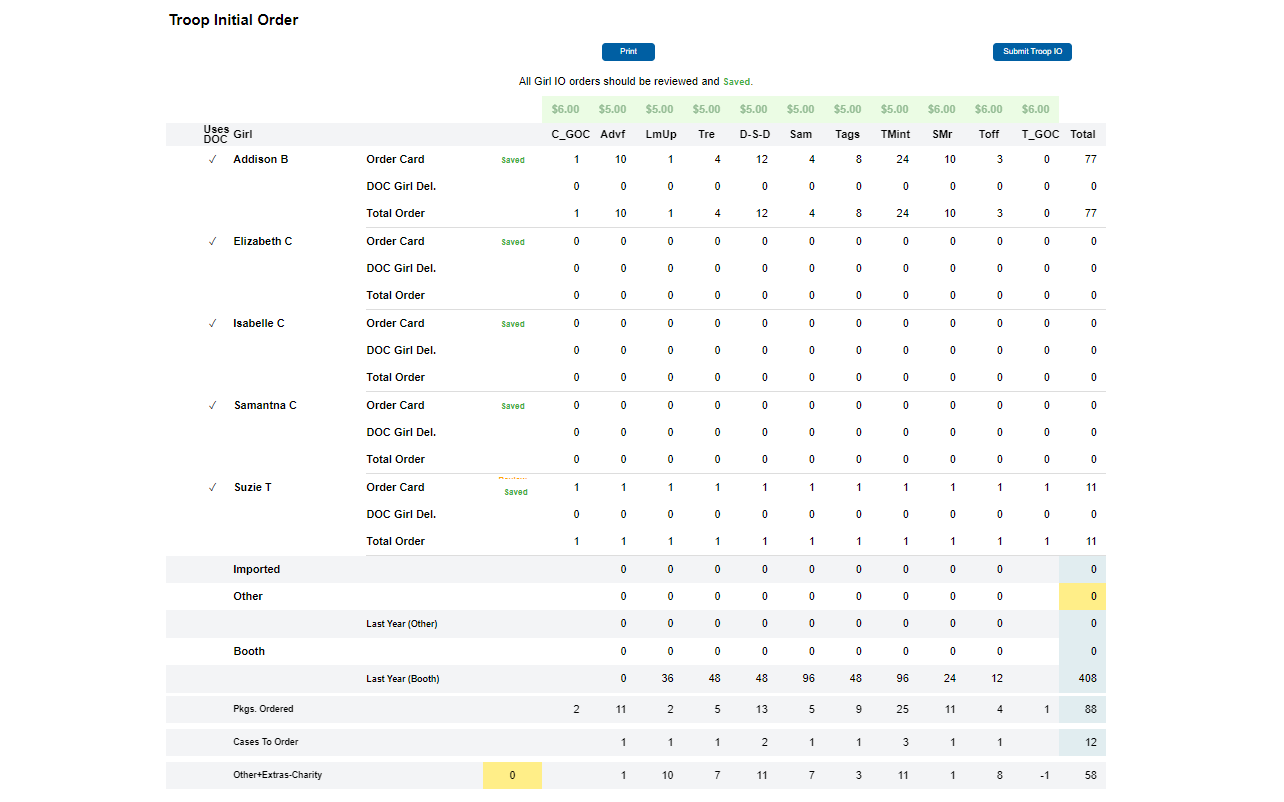 Troop Initial Order
Print Submit Troop IO
All Girl IO orders should be reviewed and Saved.
$6.00 $5.00 $5.00 $5.00 $5.00 $5.00 $5.00 $5.00 $6.00 $6.00 $6.00
Uses DOC Girl C_GOC Advf LmUp Tre D-S-D Sam Tags TMint SMr Toff T_GOC Total
✓ Addison B Order Card Saved 1 10 1 4 12 4 8 24 10 3 0 77
DOC Girl Del. 0 0 0 0 0 0 0 0 0 0 0 0
Total Order 1 10 1 4 12 4 8 24 10 3 0 77
✓ Elizabeth C Order Card Saved 0 0 0 0 0 0 0 0 0 0 0 0
DOC Girl Del. 0 0 0 0 0 0 0 0 0 0 0 0
Total Order 0 0 0 0 0 0 0 0 0 0 0 0
✓ Isabelle C Order Card Saved 0 0 0 0 0 0 0 0 0 0 0 0
DOC Girl Del. 0 0 0 0 0 0 0 0 0 0 0 0
Total Order 0 0 0 0 0 0 0 0 0 0 0 0
✓ Samantna C Order Card Saved 0 0 0 0 0 0 0 0 0 0 0 0
DOC Girl Del. 0 0 0 0 0 0 0 0 0 0 0 0
Total Order 0 0 0 0 0 0 0 0 0 0 0 0
✓ Suzie T Order Card Saved 1 1 1 1 1 1 1 1 1 1 1 11
DOC Girl Del. 0 0 0 0 0 0 0 0 0 0 0 0
Total Order 1 1 1 1 1 1 1 1 1 1 1 11
Imported 0 0 0 0 0 0 0 0 0 0
Other 0 0 0 0 0 0 0 0 0 0
Last Year (Other) 0 0 0 0 0 0 0 0 0 0
Booth 0 0 0 0 0 0 0 0 0 0
Last Year (Booth) 0 36 48 48 96 48 96 24 12 408
Pkgs. Ordered 2 11 2 5 13 5 9 25 11 4 1 88
Cases To Order 1 1 1 2 1 1 3 1 1 12
Other+Extras-Charity 0 1 10 7 11 7 3 11 1 8 -1 58